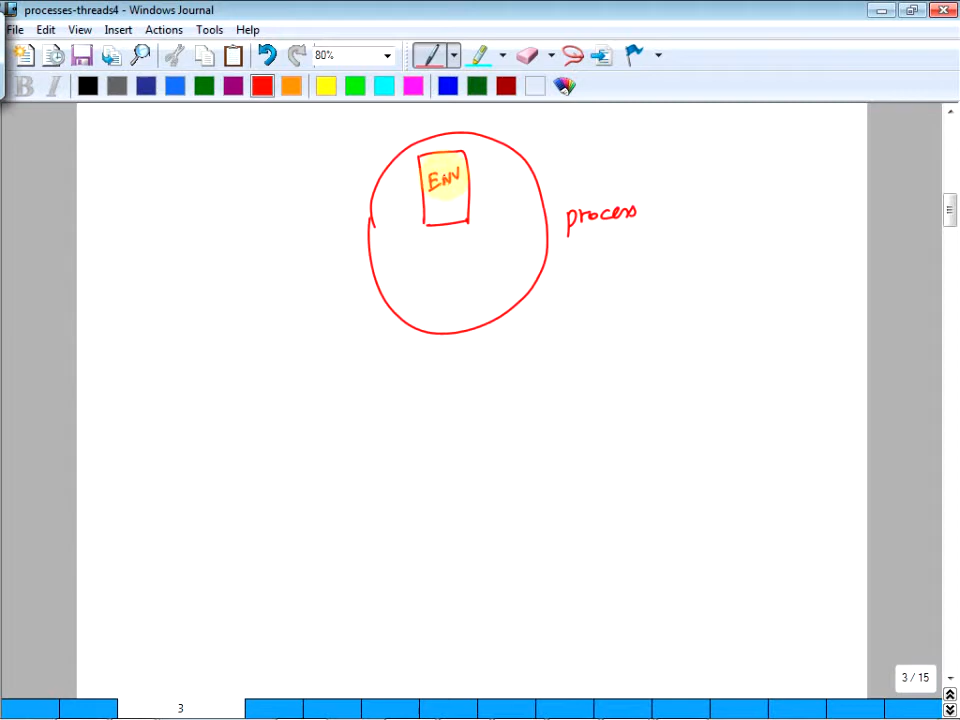 processes-threads4 - Windows Journal
File Edit View Insert Actions Tools Help
80%
B I
ENV
process
3 / 15
3